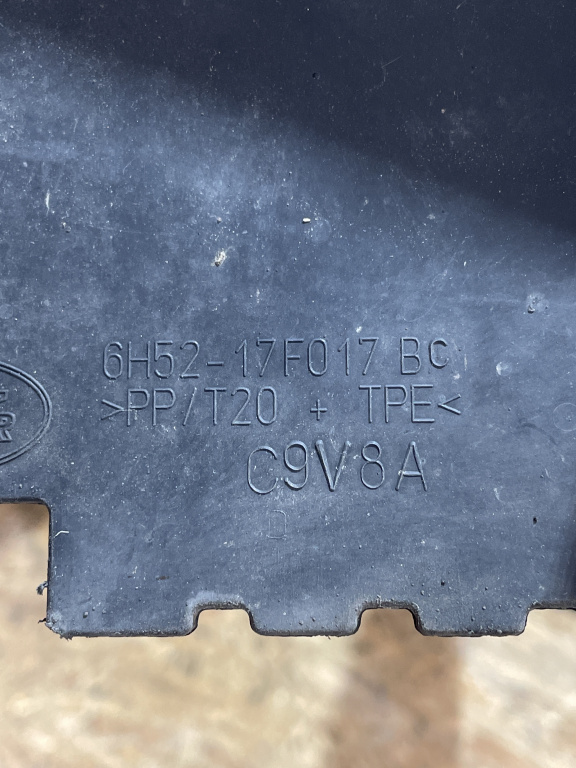 6H52-17F017 BC
>PP/T20 + TPE<
C9V8A